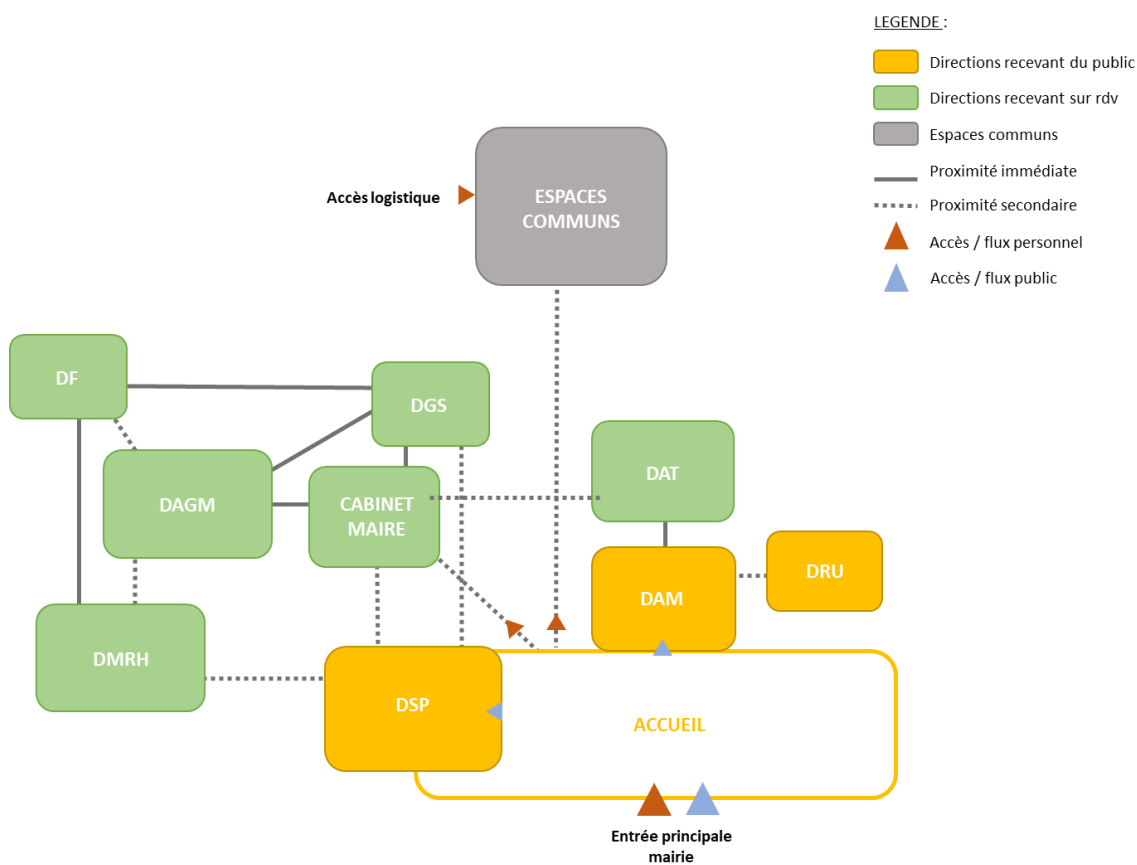 LEGENDE :
Directions recevant du public
Directions recevant sur rdv
Espaces communs
Proximité immédiate
Proximité secondaire
Accès / flux personnel
Accès / flux public
Accès logistique
ESPACES
COMMUNS
DF
DGS
DAGM
CABINET
MAIRE
DAT
DAM
DRU
DMRH
DSP
ACCUEIL
Entrée principale
mairie